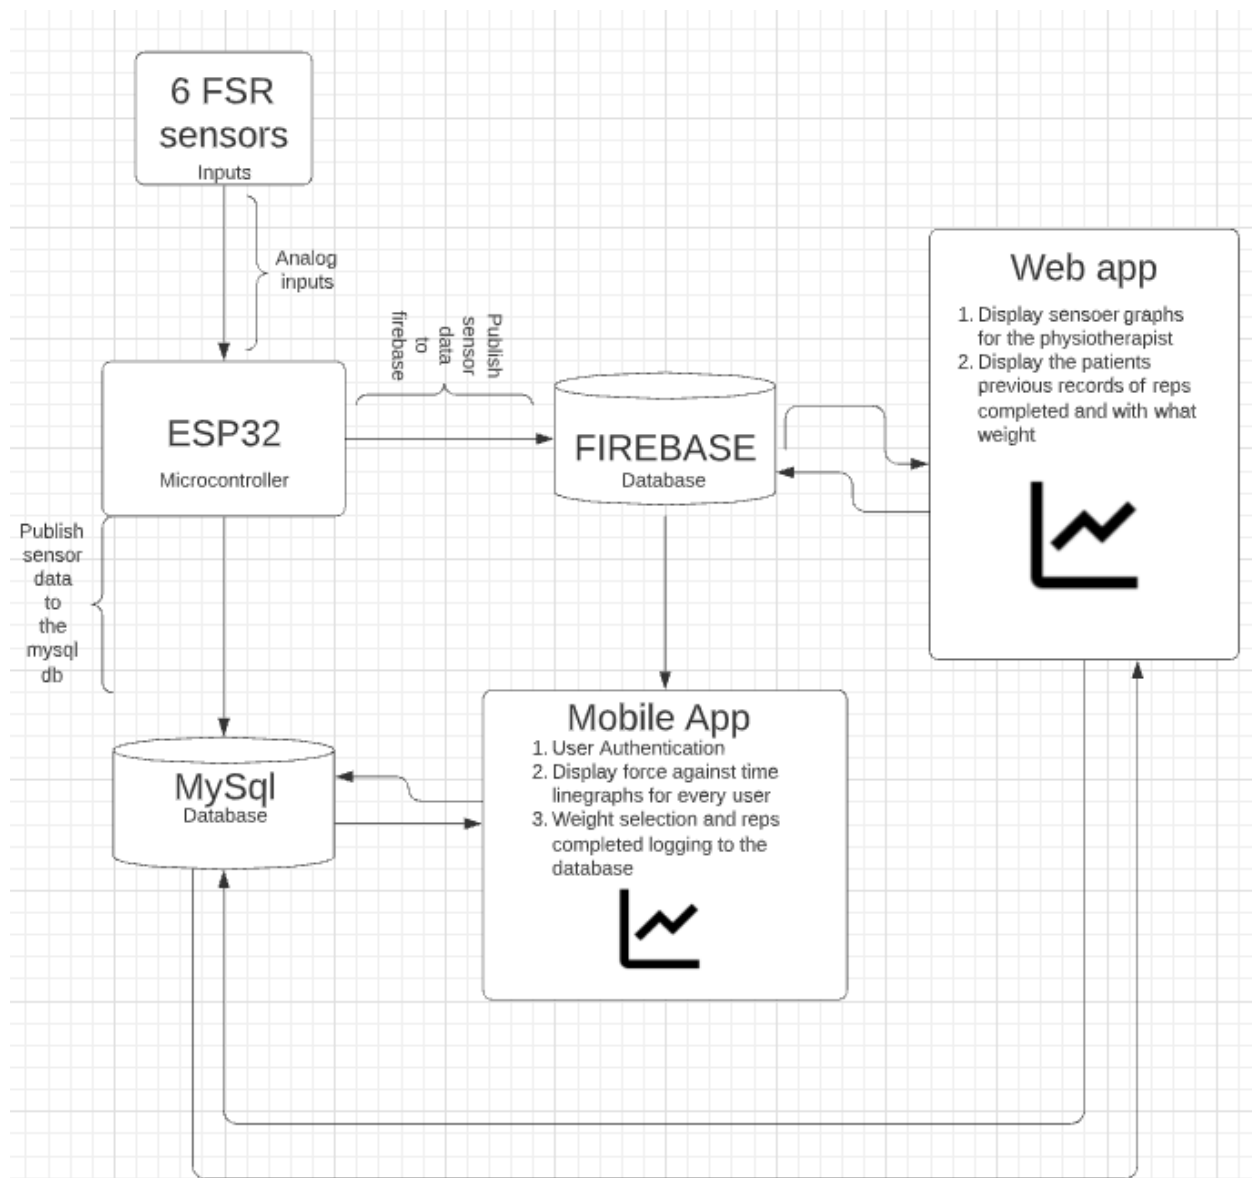 6 FSR
sensors
Inputs
Analog
inputs
Publish
sensor
data
to
firebase
ESP32
Microcontroller
FIREBASE
Database
Web app
1. Display sensoer graphs
for the physiotherapist
2. Display the patients
previous records of reps
completed and with what
weight
Publish
sensor
data
to
the
mysql
db
MySql
Database
Mobile App
1. User Authentication
2. Display force against time
linegraphs for every user
3. Weight selection and reps
completed logging to the
database